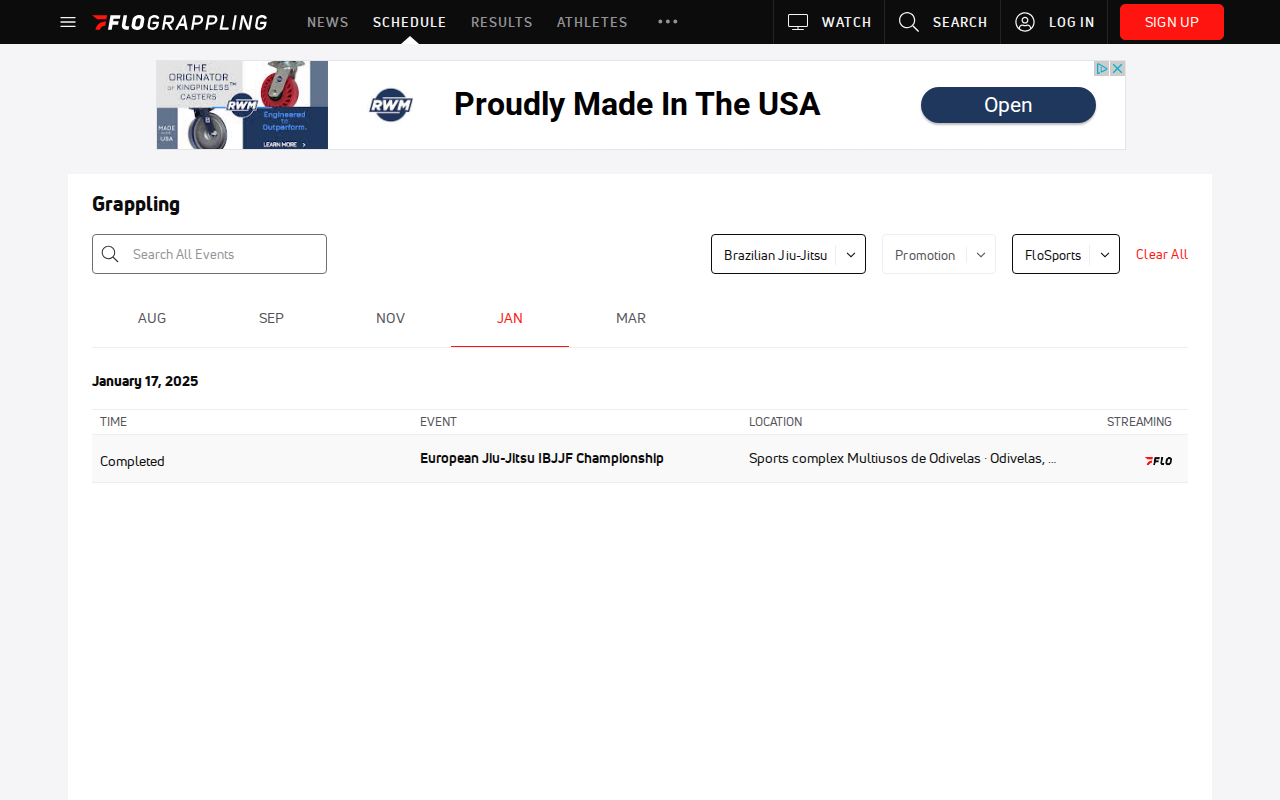 FLOGRAPPLING
NEWS
SCHEDULE
RESULTS
ATHLETES
WATCH
SEARCH
LOG IN
SIGN UP
THE
ORIGINATOR
OF KINGPINLESS™
CASTERS
RWM
MADE
USA
Engineered
to
Outperform.
LEARN MORE >
RWM
Proudly Made In The USA
Open
Grappling
Search All Events
Brazilian Jiu-Jitsu
Promotion
FloSports
Clear All
AUG
SEP
NOV
JAN
MAR
January 17, 2025
TIME
EVENT
LOCATION
STREAMING
Completed
European Jiu-Jitsu IBJJF Championship
Sports complex Multiusos de Odivelas · Odivelas, ...
FLO